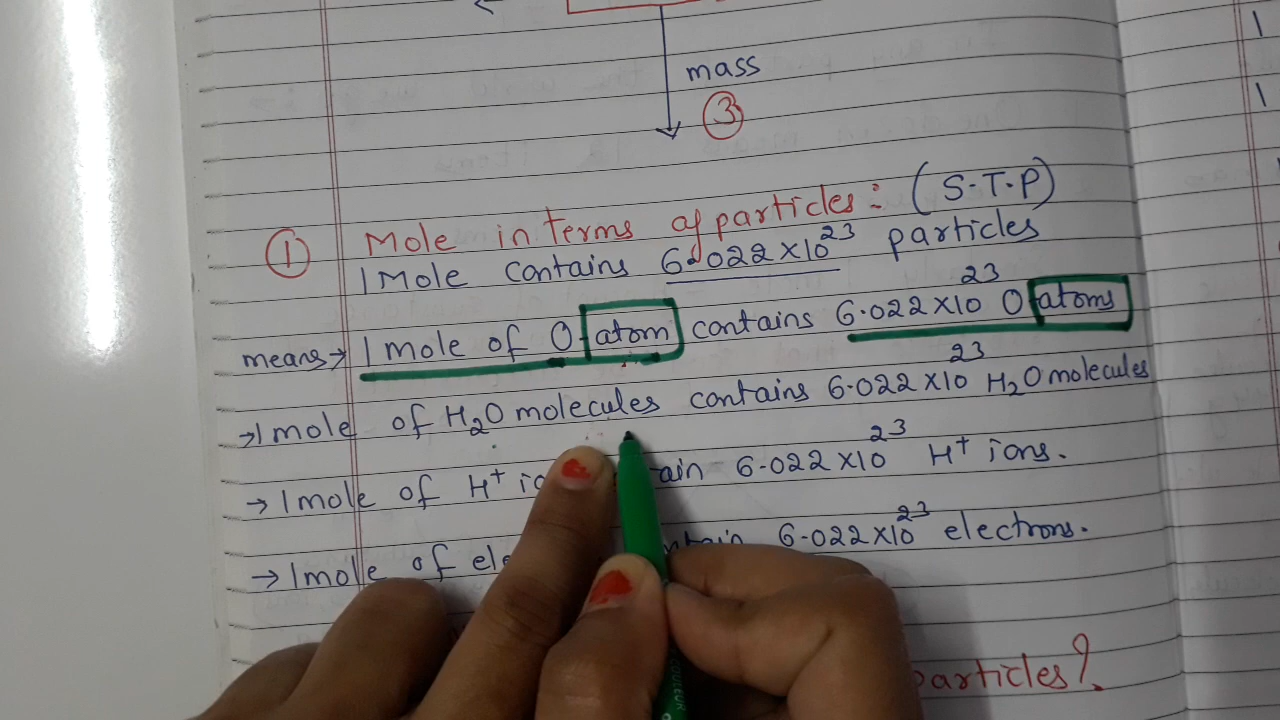 mass
③
① Mole in terms of particles: (S.T.P)
1 Mole contains 6.022×10²³ particles
means→ 1 mole of O atom contains 6.022×10²³ O atoms
→ 1 mole of H₂O molecules contains 6.022×10²³ H₂O molecules
→ 1 mole of H⁺ 6.022×10²³ H⁺ ions.
→ 1 mole of 6.022×10²³ electrons.
particles?